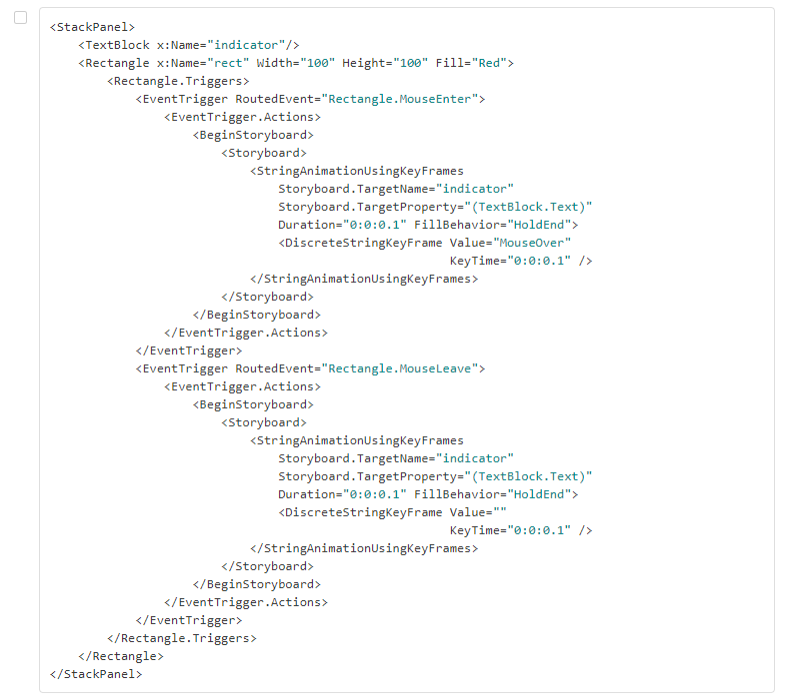 <StackPanel>
    <TextBlock x:Name="indicator"/>
    <Rectangle x:Name="rect" Width="100" Height="100" Fill="Red">
        <Rectangle.Triggers>
            <EventTrigger RoutedEvent="Rectangle.MouseEnter">
                <EventTrigger.Actions>
                    <BeginStoryboard>
                        <Storyboard>
                            <StringAnimationUsingKeyFrames
                                Storyboard.TargetName="indicator"
                                Storyboard.TargetProperty="(TextBlock.Text)"
                                Duration="0:0:0.1" FillBehavior="HoldEnd">
                                <DiscreteStringKeyFrame Value="MouseOver"
                                                        KeyTime="0:0:0.1" />
                            </StringAnimationUsingKeyFrames>
                        </Storyboard>
                    </BeginStoryboard>
                </EventTrigger.Actions>
            </EventTrigger>
            <EventTrigger RoutedEvent="Rectangle.MouseLeave">
                <EventTrigger.Actions>
                    <BeginStoryboard>
                        <Storyboard>
                            <StringAnimationUsingKeyFrames
                                Storyboard.TargetName="indicator"
                                Storyboard.TargetProperty="(TextBlock.Text)"
                                Duration="0:0:0.1" FillBehavior="HoldEnd">
                                <DiscreteStringKeyFrame Value=""
                                                        KeyTime="0:0:0.1" />
                            </StringAnimationUsingKeyFrames>
                        </Storyboard>
                    </BeginStoryboard>
                </EventTrigger.Actions>
            </EventTrigger>
        </Rectangle.Triggers>
    </Rectangle>
</StackPanel>